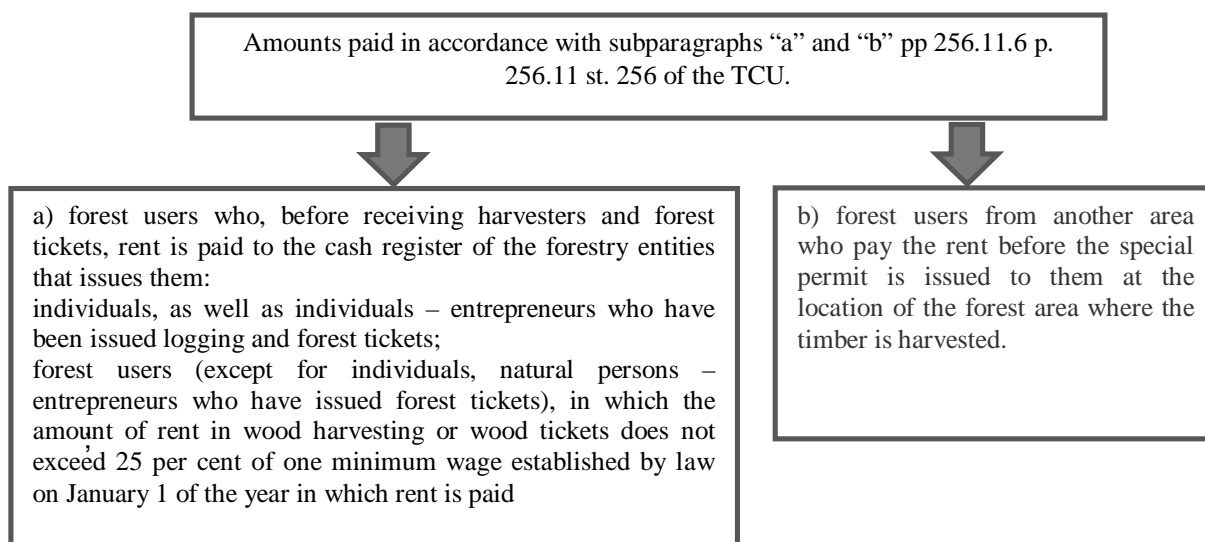 Amounts paid in accordance with subparagraphs “a” and “b” pp 256.11.6 p.
256.11 st. 256 of the TCU.
a) forest users who, before receiving harvesters and forest
tickets, rent is paid to the cash register of the forestry entities
that issues them:
individuals, as well as individuals – entrepreneurs who have
been issued logging and forest tickets;
forest users (except for individuals, natural persons –
entrepreneurs who have issued forest tickets), in which the
amount of rent in wood harvesting or wood tickets does not
exceed 25 per cent of one minimum wage established by law
on January 1 of the year in which rent is paid
b) forest users from another area
who pay the rent before the special
permit is issued to them at the
location of the forest area where the
timber is harvested.